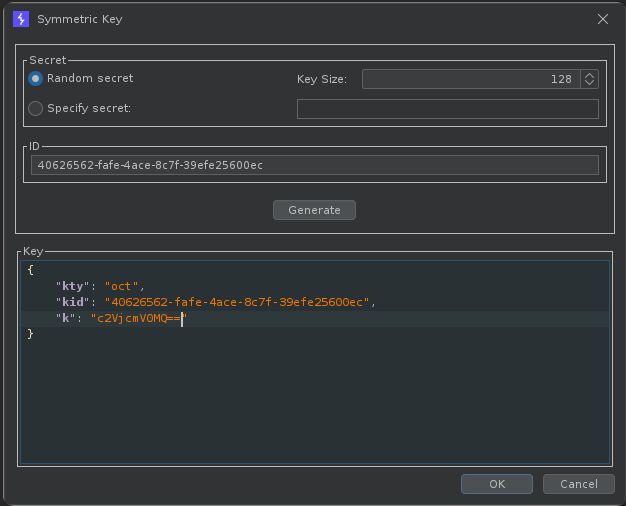 Symmetric Key
Secret
Random secret
Key Size:
128
Specify secret:
ID
40626562-fafe-4ace-8c7f-39efe25600ec
Generate
Key
{
"kty": "oct",
"kid": "40626562-fafe-4ace-8c7f-39efe25600ec",
"k": "c2VjcmV0MQ=="
}
OK
Cancel